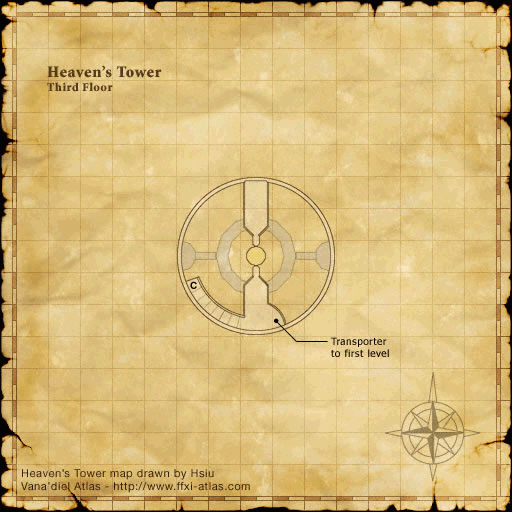 Heaven's Tower
Third Floor
C
Transporter
to first level
Heaven's Tower map drawn by Hsiu
Vana'diel Atlas - http://www.ffxi-atlas.com